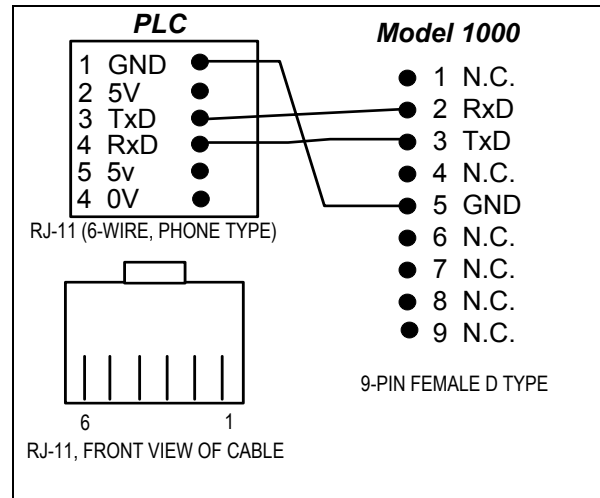 PLC
1 GND
2 5V
3 TxD
4 RxD
5 5v
4 0V
RJ-11 (6-WIRE, PHONE TYPE)
6 1
RJ-11, FRONT VIEW OF CABLE
Model 1000
1 N.C.
2 RxD
3 TxD
4 N.C.
5 GND
6 N.C.
7 N.C.
8 N.C.
9 N.C.
9-PIN FEMALE D TYPE